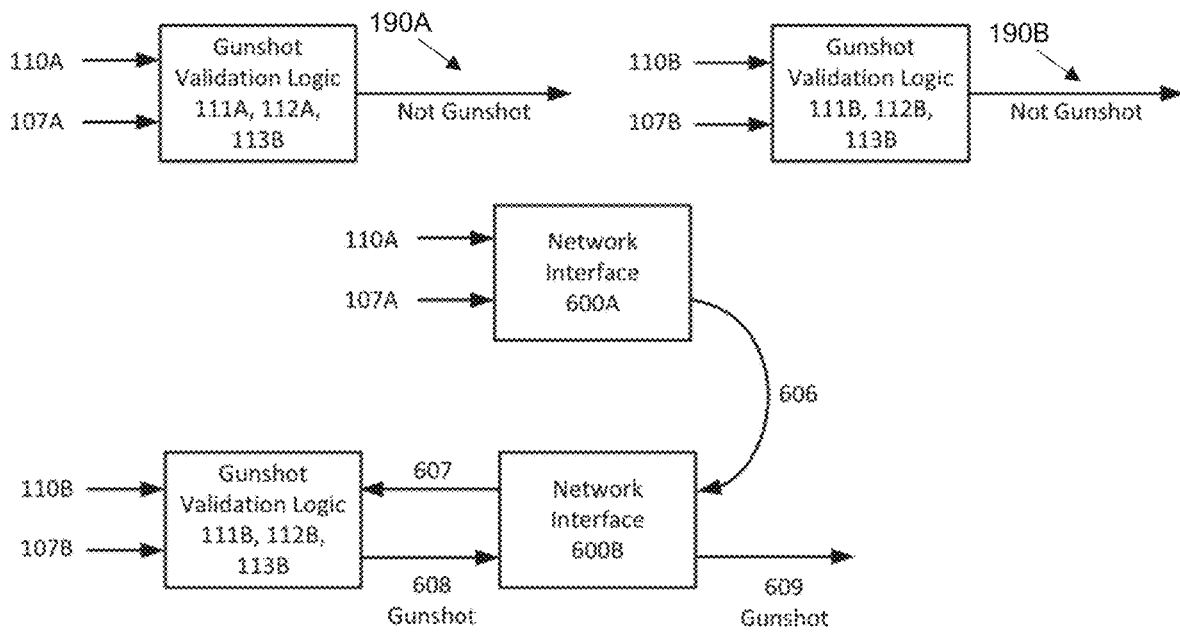 190A
110A
107A
Gunshot
Validation Logic
111A, 112A,
113B
Not Gunshot
190B
110B
107B
Gunshot
Validation Logic
111B, 112B,
113B
Not Gunshot
110A
107A
Network
Interface
600A
606
110B
107B
Gunshot
Validation Logic
111B, 112B,
113B
607
608
Gunshot
Network
Interface
600B
609
Gunshot